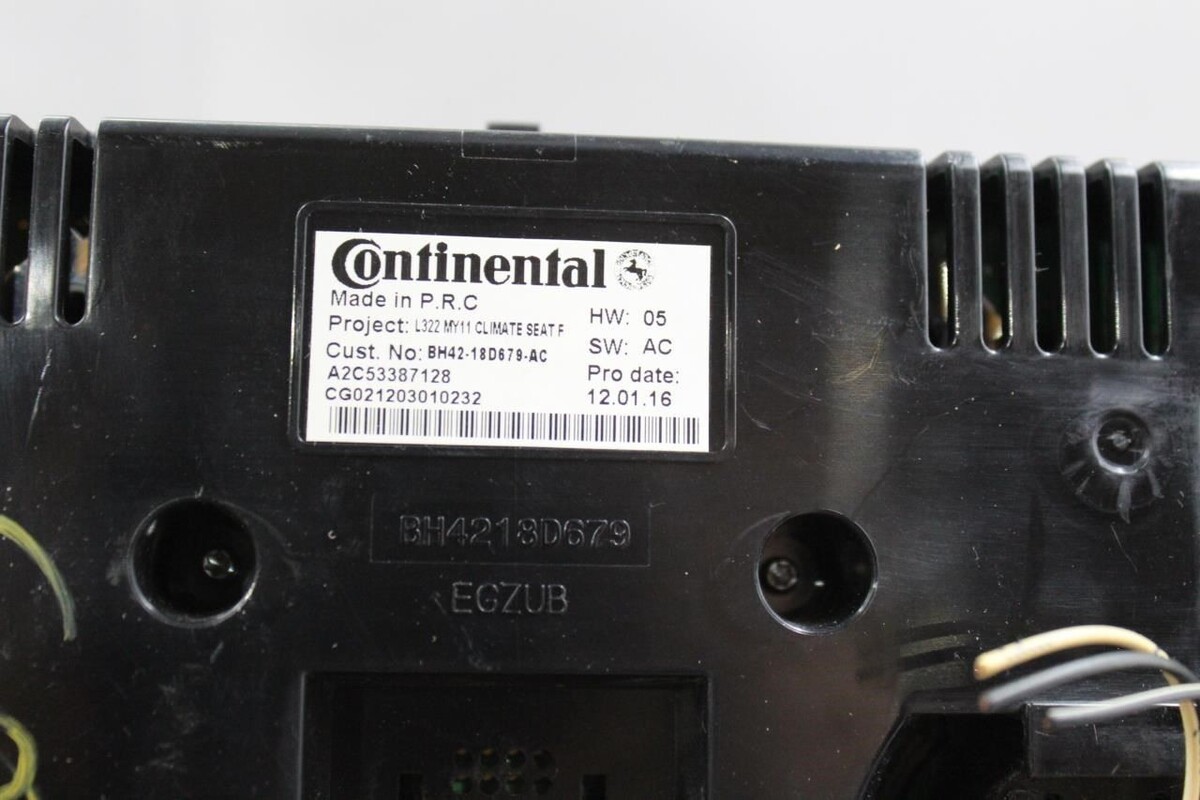 Continental
Made in P.R.C
HW: 05
Project: L322 MY11 CLIMATE SEAT F
SW: AC
Cust. No: BH42-18D679-AC
Pro date:
A2C53387128
12.01.16
CG021203010232
BH4218D679
EGZUB